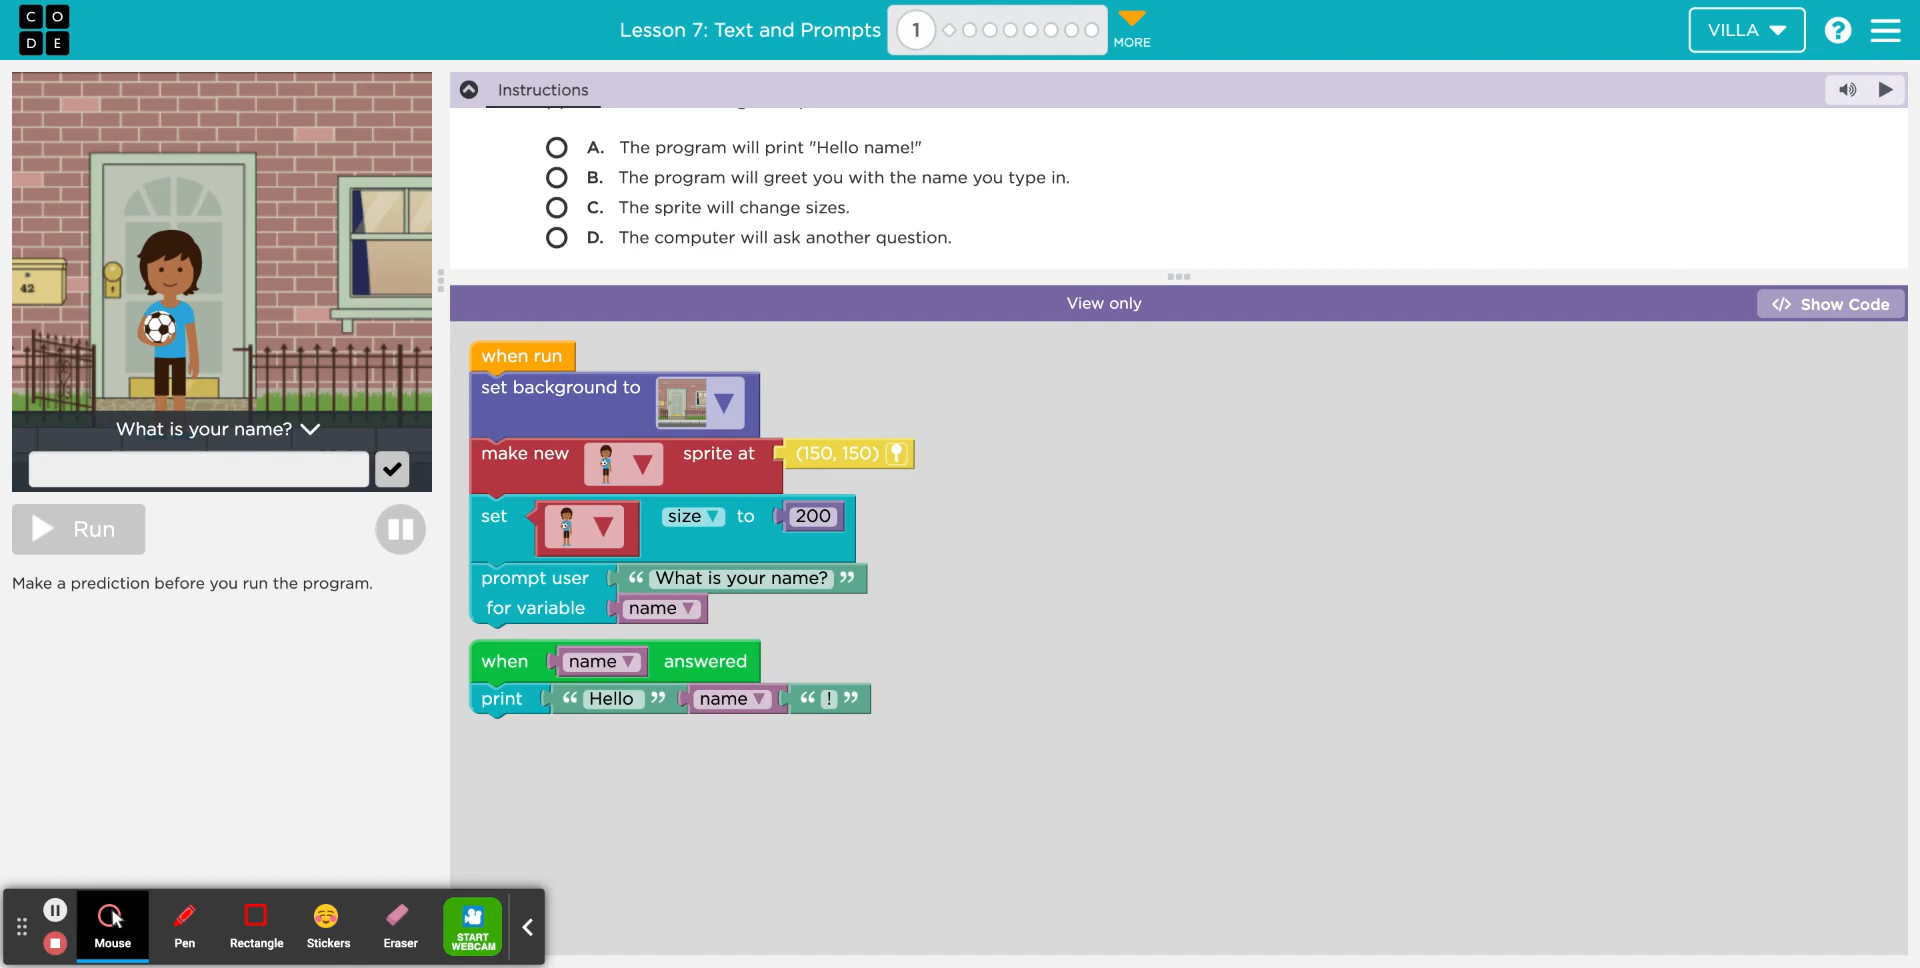 C O
D E
Lesson 7: Text and Prompts
1
MORE
VILLA
?
Instructions
A. The program will print "Hello name!"
B. The program will greet you with the name you type in.
C. The sprite will change sizes.
D. The computer will ask another question.
42
What is your name?
Run
Make a prediction before you run the program.
View only
</> Show Code
when run
set background to
make new sprite at (150, 150)
set size to 200
prompt user “ What is your name? ”
for variable name
when name answered
print “ Hello ” name “ ! ”
Mouse
Pen
Rectangle
Stickers
Eraser
START
WEBCAM